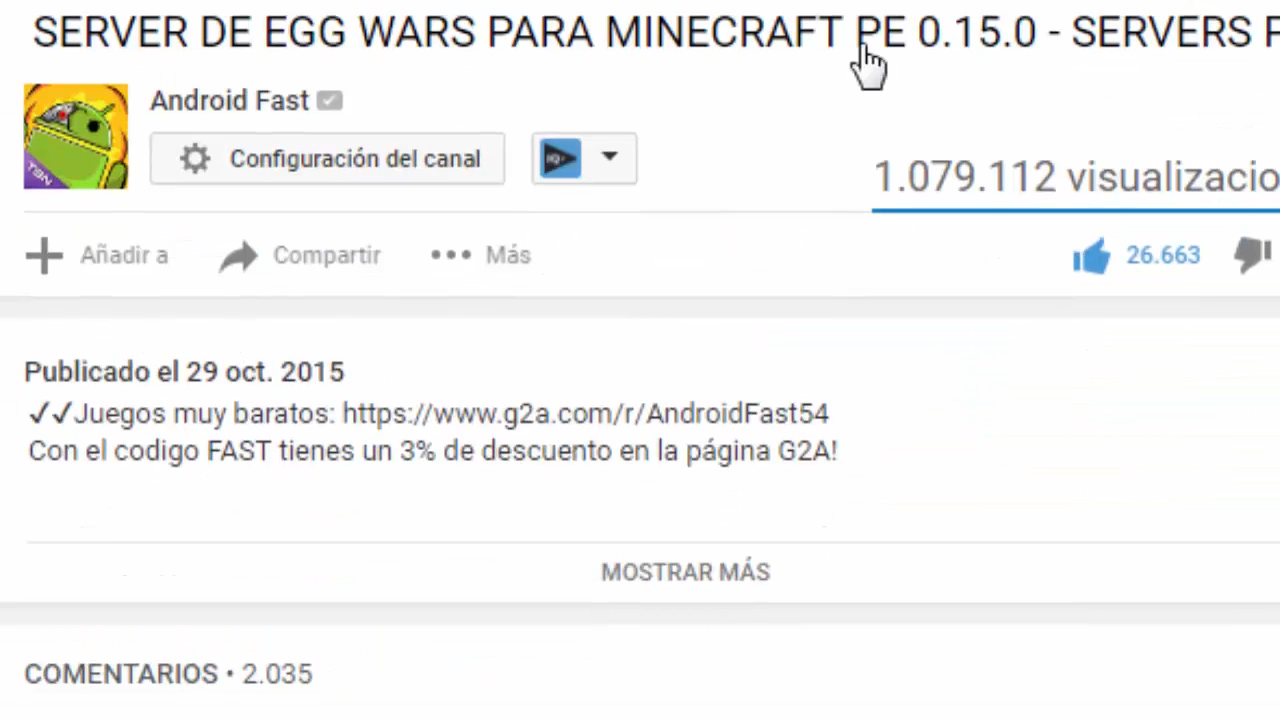 SERVER DE EGG WARS PARA MINECRAFT PE 0.15.0 - SERVERS P
Android Fast
Configuración del canal
1.079.112 visualizacio
Añadir a
Compartir
Más
26.663
Publicado el 29 oct. 2015
✓✓Juegos muy baratos: https://www.g2a.com/r/AndroidFast54
Con el codigo FAST tienes un 3% de descuento en la página G2A!
MOSTRAR MÁS
COMENTARIOS • 2.035